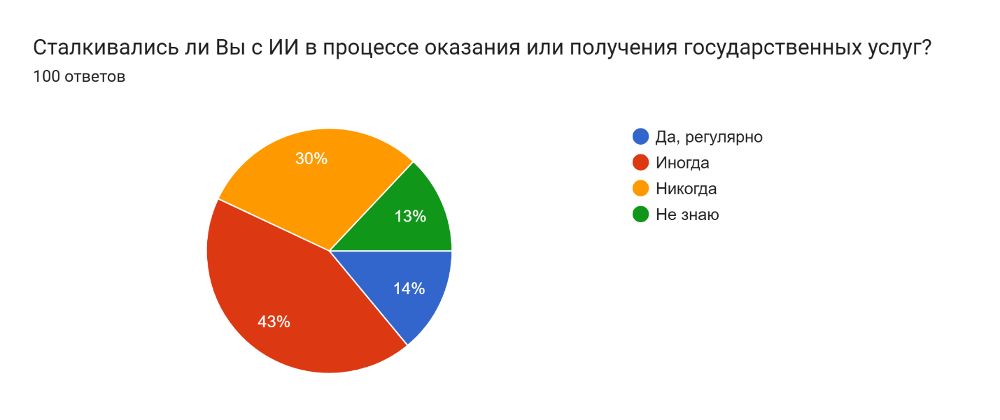 Сталкивались ли Вы с ИИ в процессе оказания или получения государственных услуг?
100 ответов
30%
13%
14%
43%
Да, регулярно
Иногда
Никогда
Не знаю